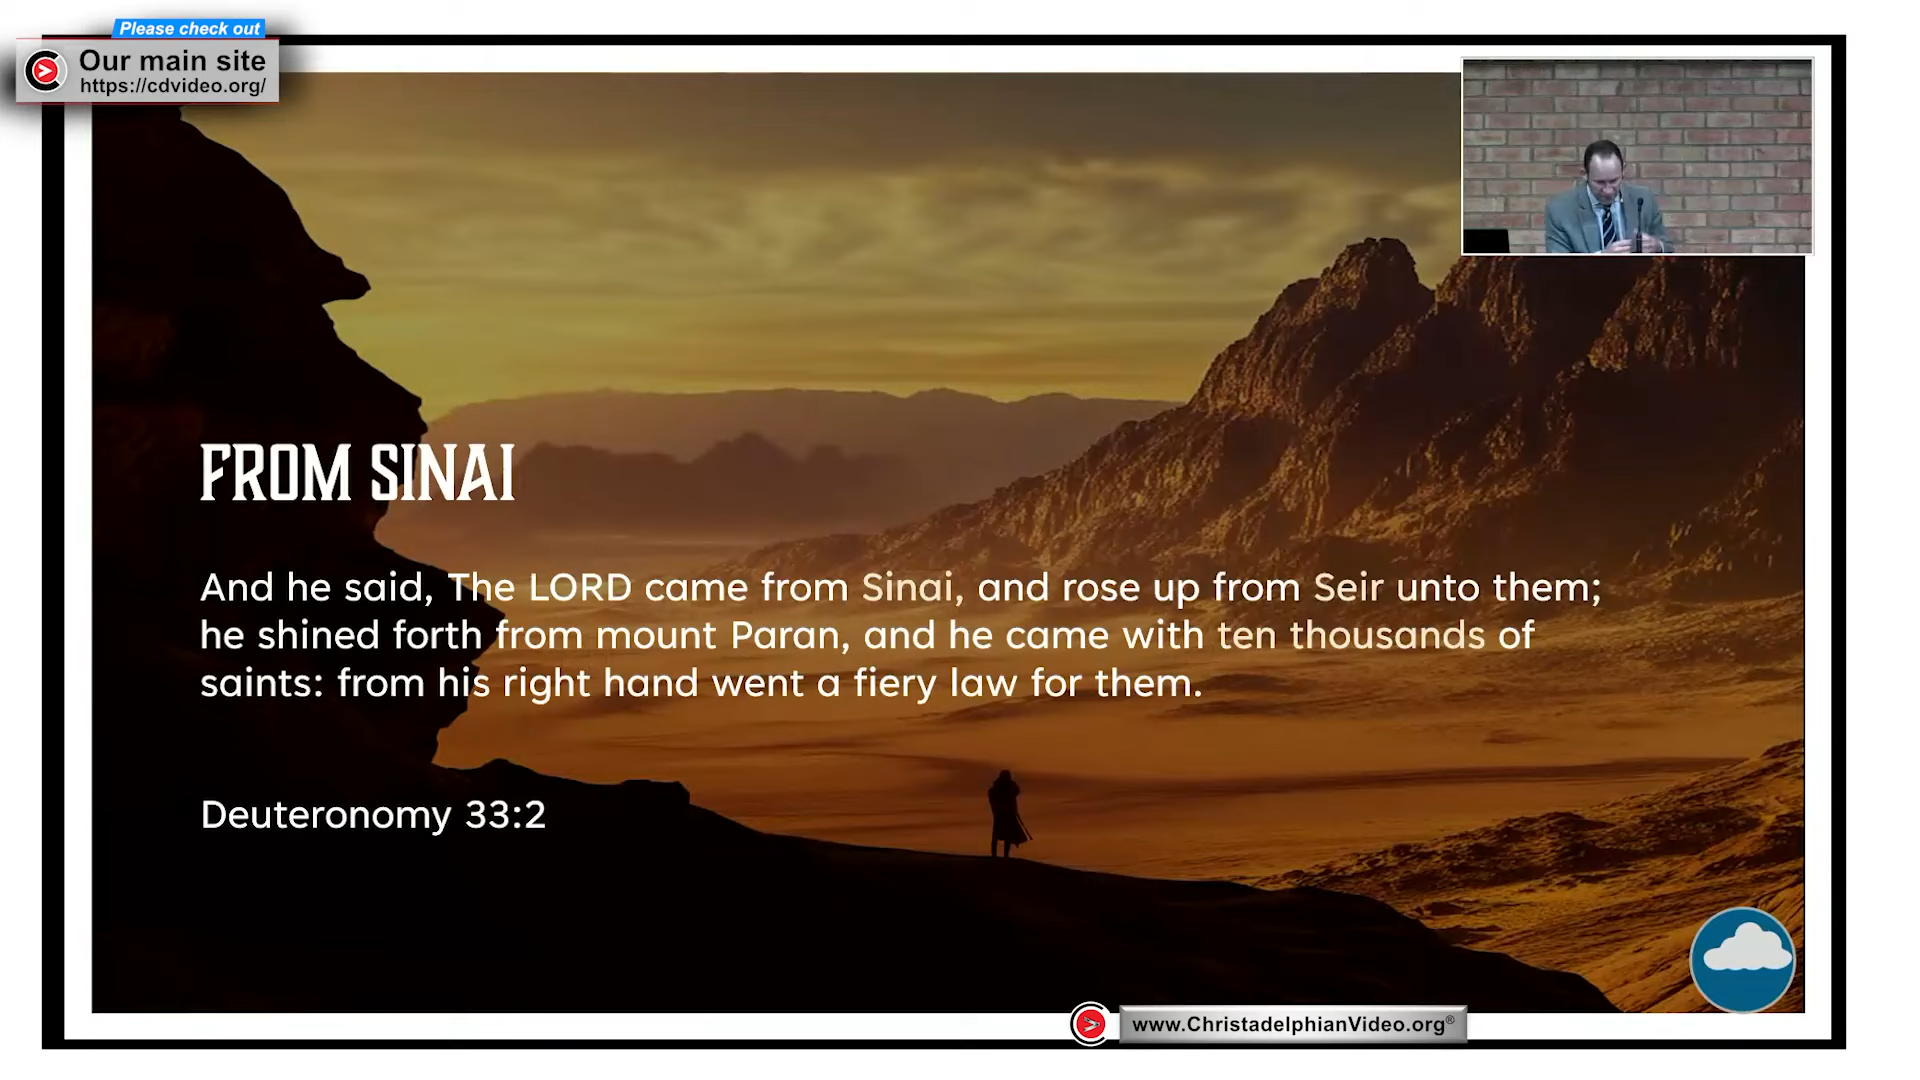 Please check out
Our main site
https://cdvideo.org/
FROM SINAI
And he said, The LORD came from Sinai, and rose up from Seir unto them;
he shined forth from mount Paran, and he came with ten thousands of
saints: from his right hand went a fiery law for them.
Deuteronomy 33:2
www.ChristadelphianVideo.org®